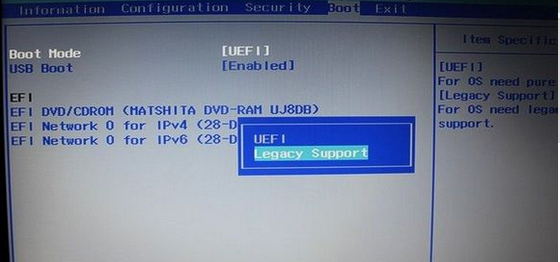 Information Configuration Security Boot Exit
Item Specific
Boot Mode [UEFI]
USB Boot [Enabled]
EFI
EFI DVD/CDROM (MATSHITA DVD-RAM UJ8DB)
EFI Network 0 for IPv4 (28-D
EFI Network 0 for IPv6 (28-D
UEFI
Legacy Support
[UEFI]
For OS need pure
[Legacy Support]
For OS need lega
support.